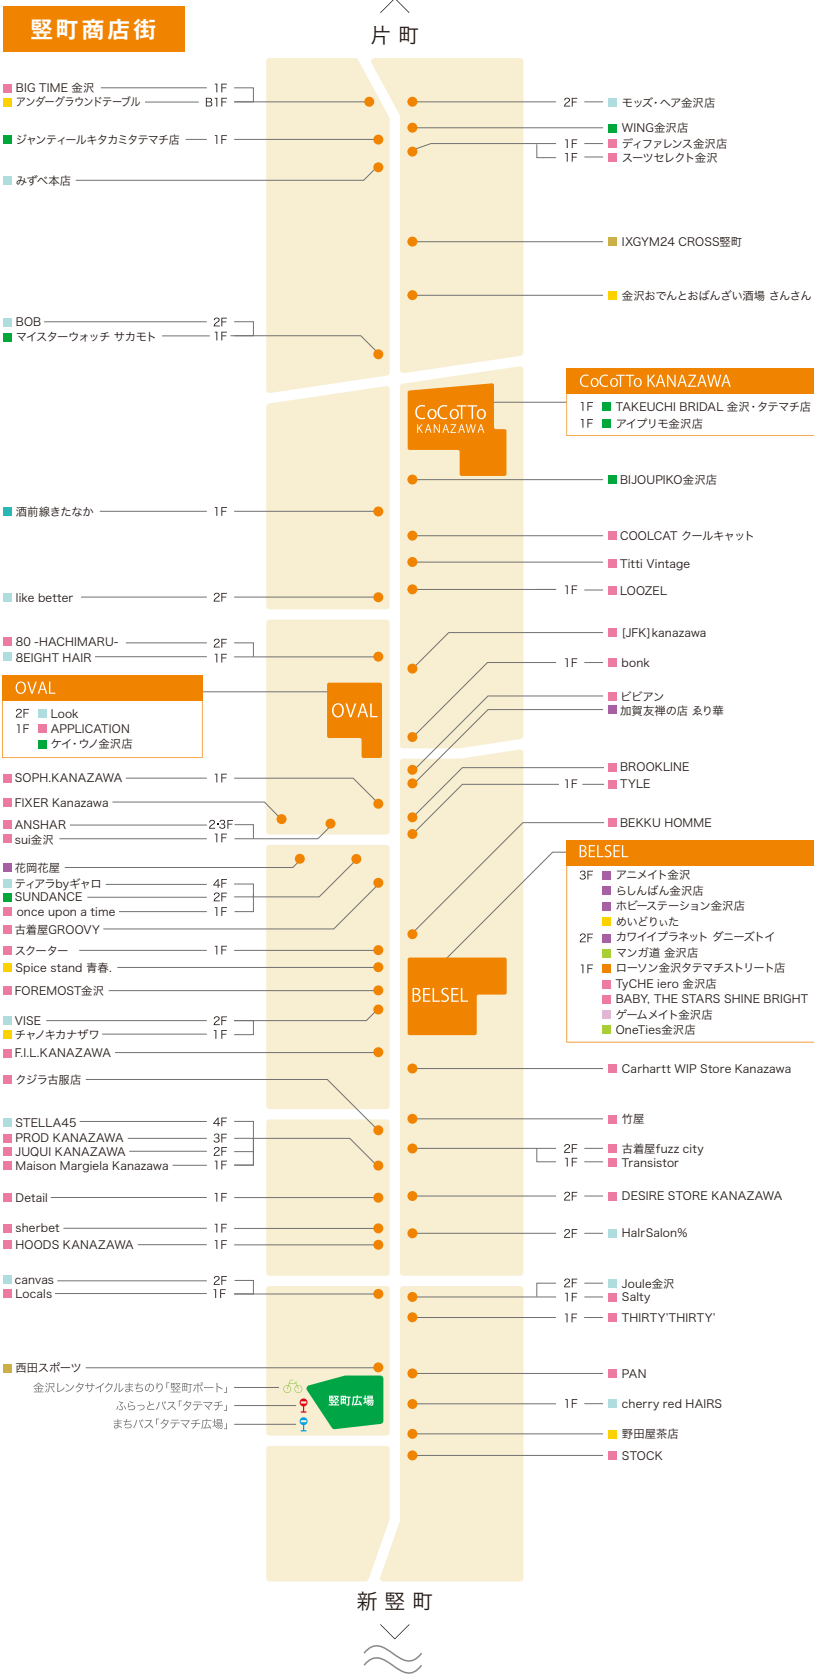 竪町商店街
片町
BIG TIME 金沢 1F
アンダーグラウンドテーブル B1F
ジャンティールキタカミタテマチ店 1F
みずべ本店
BOB 2F
マイスターウォッチ サカモト 1F
酒前線きたなか 1F
like better 2F
80 -HACHIMARU- 2F
8EIGHT HAIR 1F
OVAL
2F Look
1F APPLICATION
ケイ・ウノ金沢店
OVAL
SOPH.KANAZAWA 1F
FIXER Kanazawa
ANSHAR 2・3F
sui金沢 1F
花岡花屋
ティアラbyギャロ 4F
SUNDANCE 2F
once upon a time 1F
古着屋GROOVY
スクーター 1F
Spice stand 青春.
FOREMOST金沢
VISE 2F
チャノキカナザワ 1F
F.I.L.KANAZAWA
クジラ古服店
STELLA45 4F
PROD KANAZAWA 3F
JUQUI KANAZAWA 2F
Maison Margiela Kanazawa 1F
Detail 1F
sherbet 1F
HOODS KANAZAWA 1F
canvas 2F
Locals 1F
西田スポーツ
金沢レンタサイクルまちのり「竪町ポート」
ふらっとバス「タテマチ」
まちバス「タテマチ広場」
竪町広場
2F モッズ・ヘア金沢店
WING金沢店
1F ディファレンス金沢店
1F スーツセレクト金沢
IXGYM24 CROSS竪町
金沢おでんとおばんざい酒場 さんさん
CoCoTTo KANAZAWA
1F TAKEUCHI BRIDAL 金沢・タテマチ店
1F アイプリモ金沢店
CoCoTTo
KANAZAWA
BIJOUPIKO金沢店
COOLCAT クールキャット
Titti Vintage
1F LOOZEL
[JFK]kanazawa
1F bonk
ビビアン
加賀友禅の店 ゑり華
BROOKLINE
1F TYLE
BEKKU HOMME
BELSEL
3F アニメイト金沢
らしんばん金沢店
ホビーステーション金沢店
めいどりぃた
2F カワイイプラネット ダニーズトイ
マンガ道 金沢店
1F ローソン金沢タテマチストリート店
TyCHE iero 金沢店
BABY, THE STARS SHINE BRIGHT
ゲームメイト金沢店
OneTies金沢店
BELSEL
Carhartt WIP Store Kanazawa
竹屋
2F 古着屋fuzz city
1F Transistor
2F DESIRE STORE KANAZAWA
2F HairSalon%
2F Joule金沢
1F Salty
1F THIRTY'THIRTY'
PAN
1F cherry red HAIRS
野田屋茶店
STOCK
新竪町